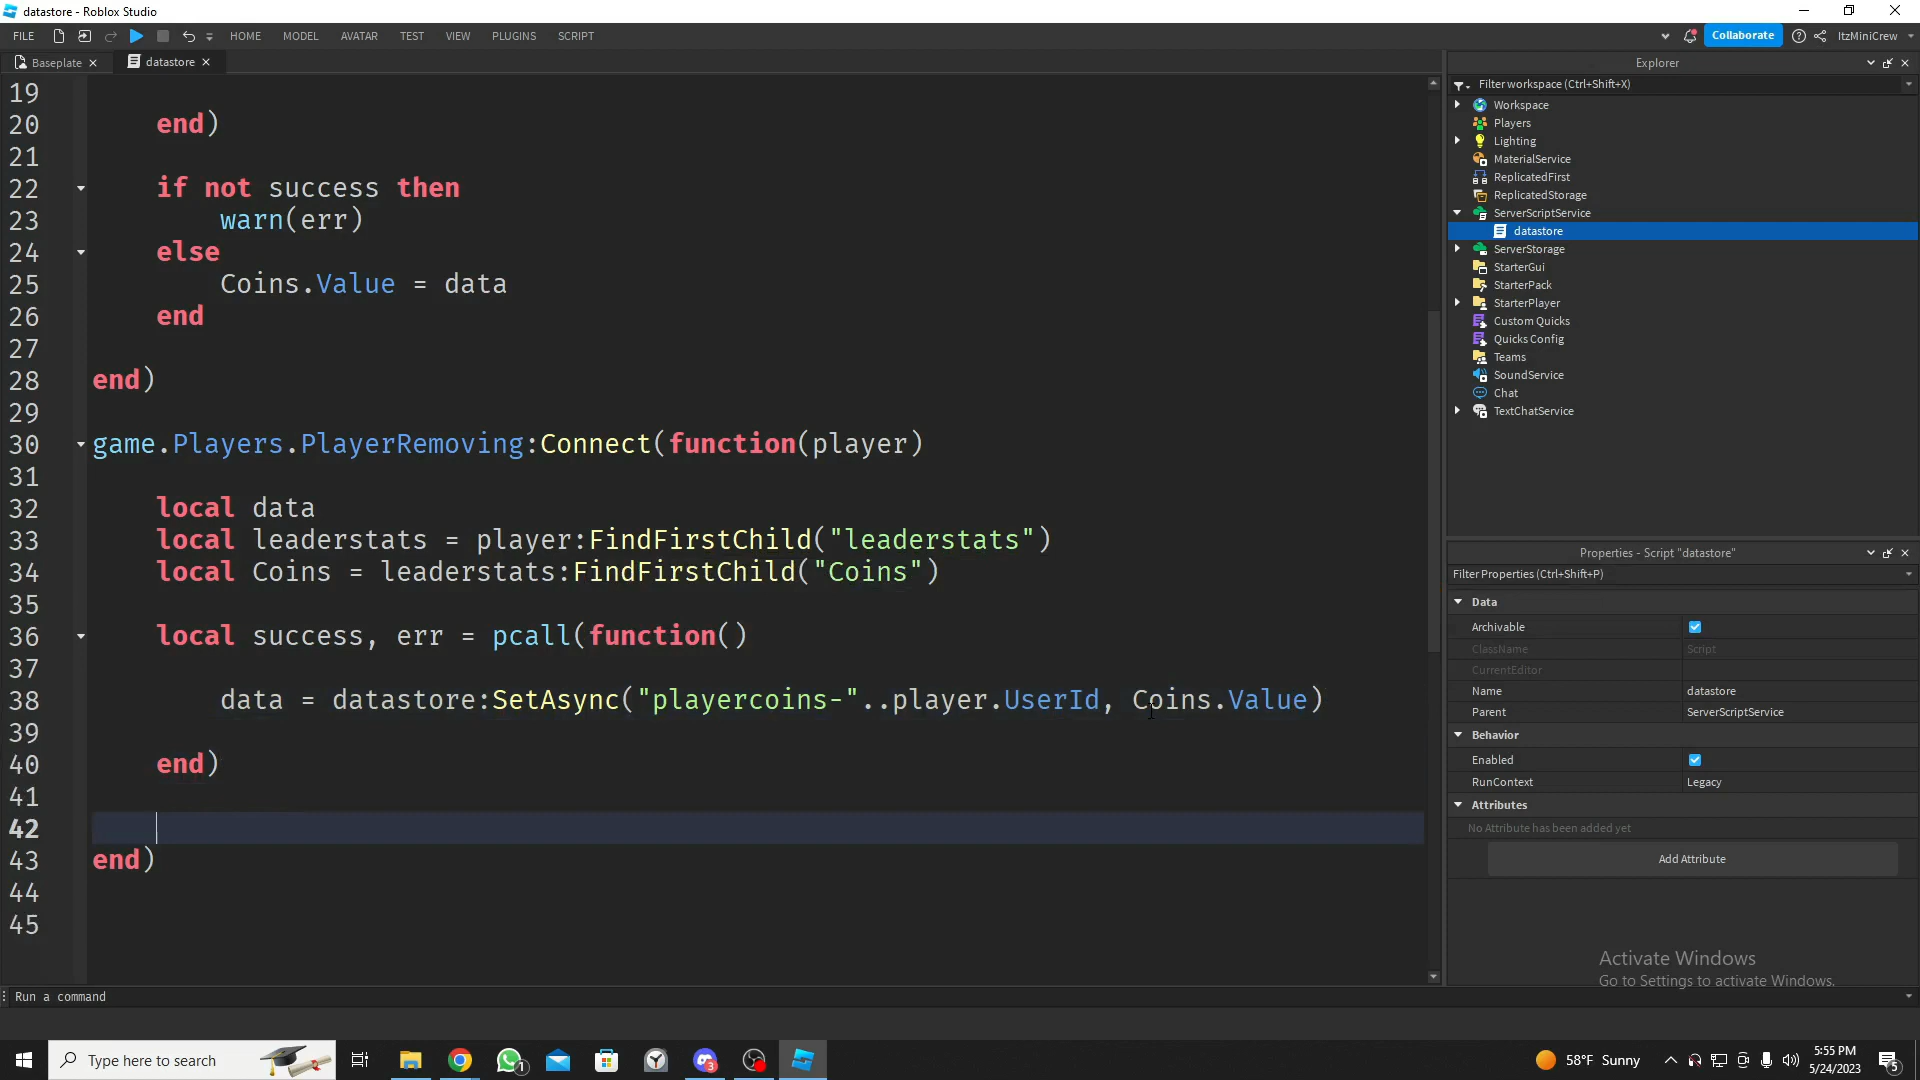 datastore - Roblox Studio
FILE HOME MODEL AVATAR TEST VIEW PLUGINS SCRIPT Collaborate ItzMiniCrew
Baseplate datastore
19
20 end)
21
22 if not success then
23 warn(err)
24 else
25 Coins.Value = data
26 end
27
28 end)
29
30 game.Players.PlayerRemoving:Connect(function(player)
31
32 local data
33 local leaderstats = player:FindFirstChild("leaderstats")
34 local Coins = leaderstats:FindFirstChild("Coins")
35
36 local success, err = pcall(function()
37
38 data = datastore:SetAsync("playercoins-"..player.UserId, Coins.Value)
39
40 end)
41
42
43 end)
44
45
Run a command
Explorer
Filter workspace (Ctrl+Shift+X)
Workspace
Players
Lighting
MaterialService
ReplicatedFirst
ReplicatedStorage
ServerScriptService
datastore
ServerStorage
StarterGui
StarterPack
StarterPlayer
Custom Quicks
Quicks Config
Teams
SoundService
Chat
TextChatService
Properties - Script "datastore"
Filter Properties (Ctrl+Shift+P)
Data
Archivable
ClassName Script
CurrentEditor
Name datastore
Parent ServerScriptService
Behavior
Enabled
RunContext Legacy
Attributes
No Attribute has been added yet
Add Attribute
Activate Windows
Go to Settings to activate Windows.
Type here to search
1
3
58°F Sunny
5:55 PM
5/24/2023
5